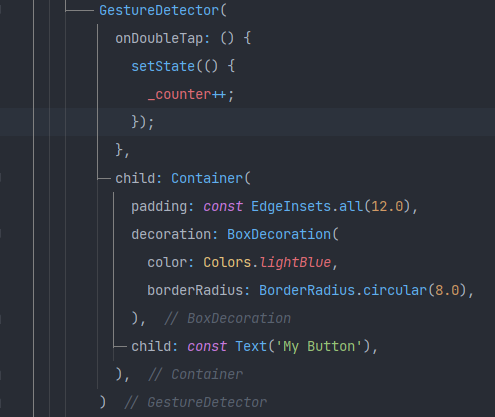 GestureDetector(
onDoubleTap: () {
setState(() {
_counter++;
});
},
child: Container(
padding: const EdgeInsets.all(12.0),
decoration: BoxDecoration(
color: Colors.lightBlue,
borderRadius: BorderRadius.circular(8.0),
), // BoxDecoration
child: const Text('My Button'),
), // Container
) // GestureDetector